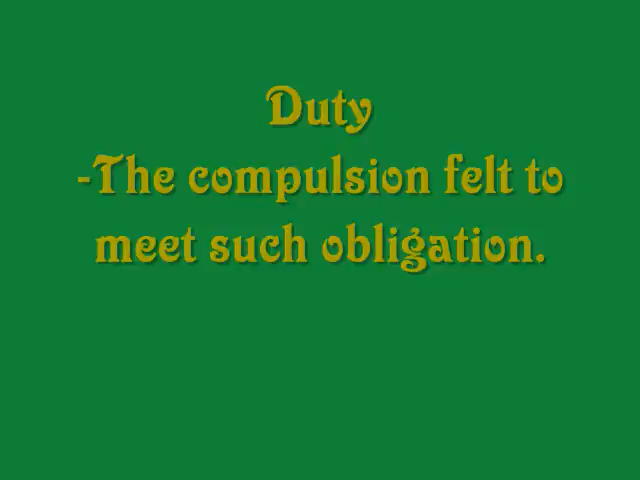 Duty
-The compulsion felt to
meet such obligation.